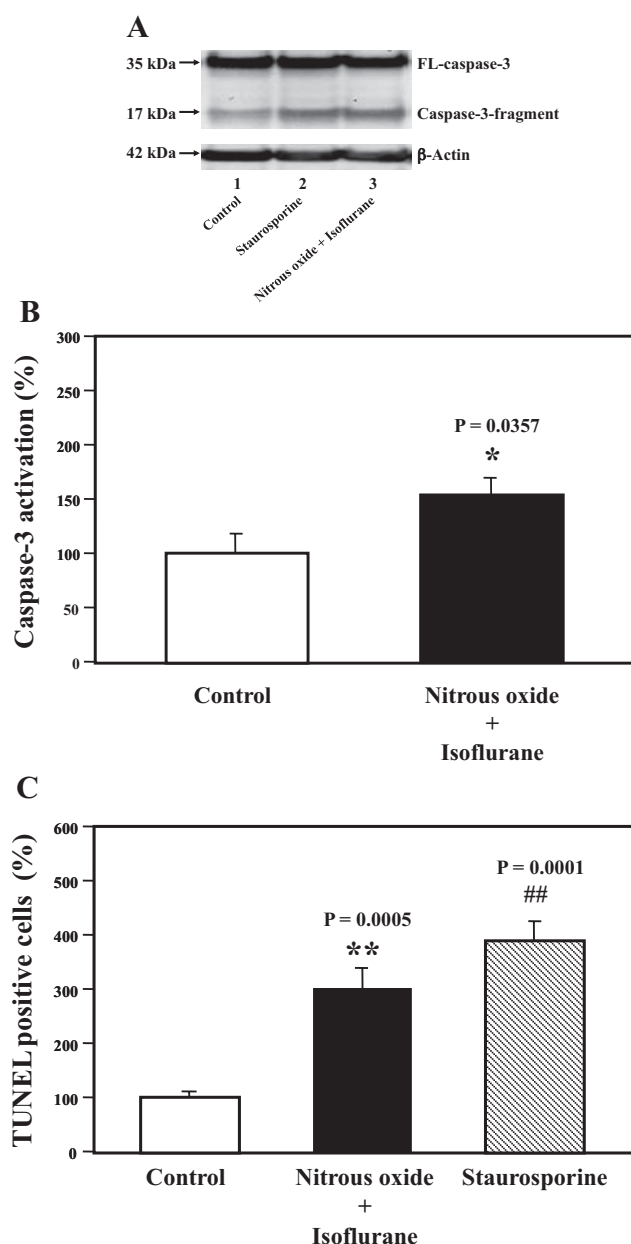 A
35 kDa
FL-caspase-3
17 kDa
Caspase-3-fragment
42 kDa
β-Actin
1 2 3
Control
Staurosporine
Nitrous oxide + Isoflurane
B
Caspase-3 activation (%)
300
250
200
150
100
50
0
P = 0.0357
*
Control
Nitrous oxide
+
Isoflurane
C
TUNEL positive cells (%)
600
500
400
300
200
100
0
P = 0.0005
**
P = 0.0001
##
Control
Nitrous oxide
+
Isoflurane
Staurosporine